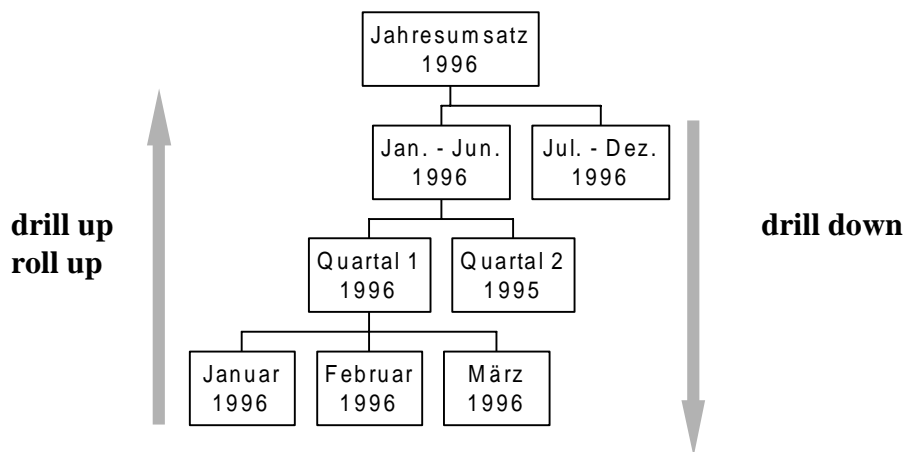 Jahresumsatz
1996
Jan. - Jun.
1996
Jul. - Dez.
1996
drill up
roll up
drill down
Quartal 1
1996
Quartal 2
1995
Januar
1996
Februar
1996
März
1996